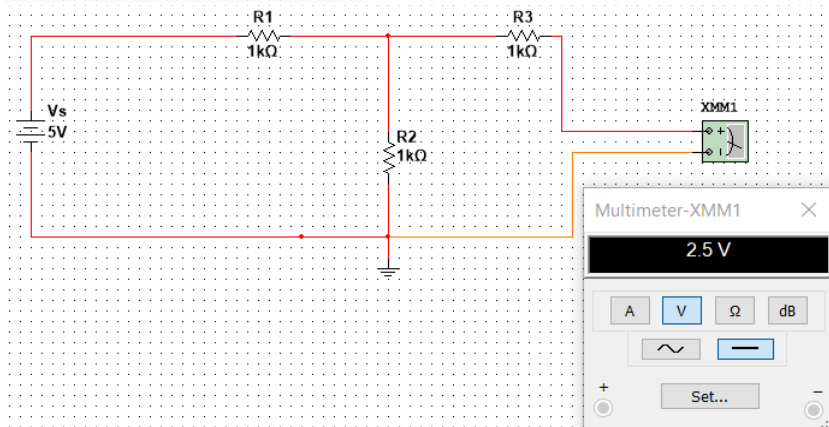 R1
1kΩ
R3
1kΩ
Vs
5V
R2
1kΩ
XMM1
+
Multimeter-XMM1
2.5 V
A V Ω dB
+ –
Set...